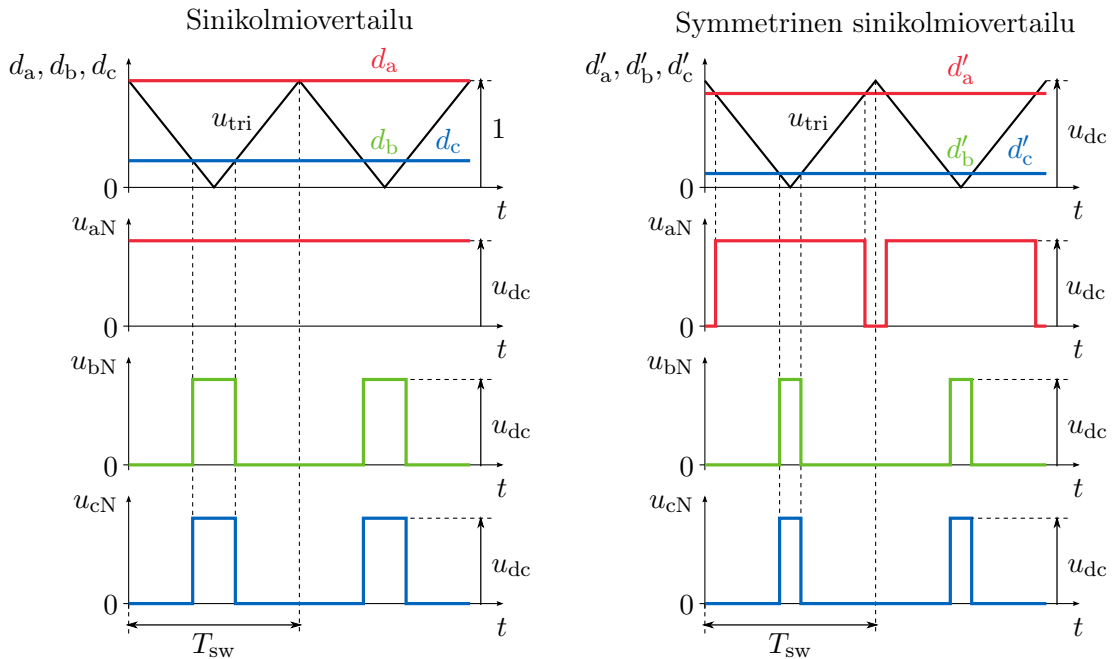 Sinikolmiovertailu
d_a, d_b, d_c
d_a
u_tri
d_b
d_c
1
0
t
u_aN
u_dc
0
t
u_bN
u_dc
0
t
u_cN
u_dc
0
t
T_sw
Symmetrinen sinikolmiovertailu
d′_a, d′_b, d′_c
d′_a
u_tri
d′_b
d′_c
u_dc
0
t
u_aN
u_dc
0
t
u_bN
u_dc
0
t
u_cN
u_dc
0
t
T_sw